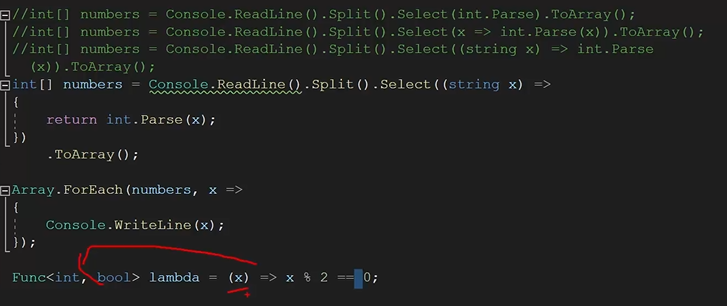 //int[] numbers = Console.ReadLine().Split().Select(int.Parse).ToArray();
//int[] numbers = Console.ReadLine().Split().Select(x => int.Parse(x)).ToArray();
//int[] numbers = Console.ReadLine().Split().Select((string x) => int.Parse
(x)).ToArray();
int[] numbers = Console.ReadLine().Split().Select((string x) =>
{
return int.Parse(x);
})
.ToArray();
Array.ForEach(numbers, x =>
{
Console.WriteLine(x);
});
Func<int, bool> lambda = (x) => x % 2 == 0;